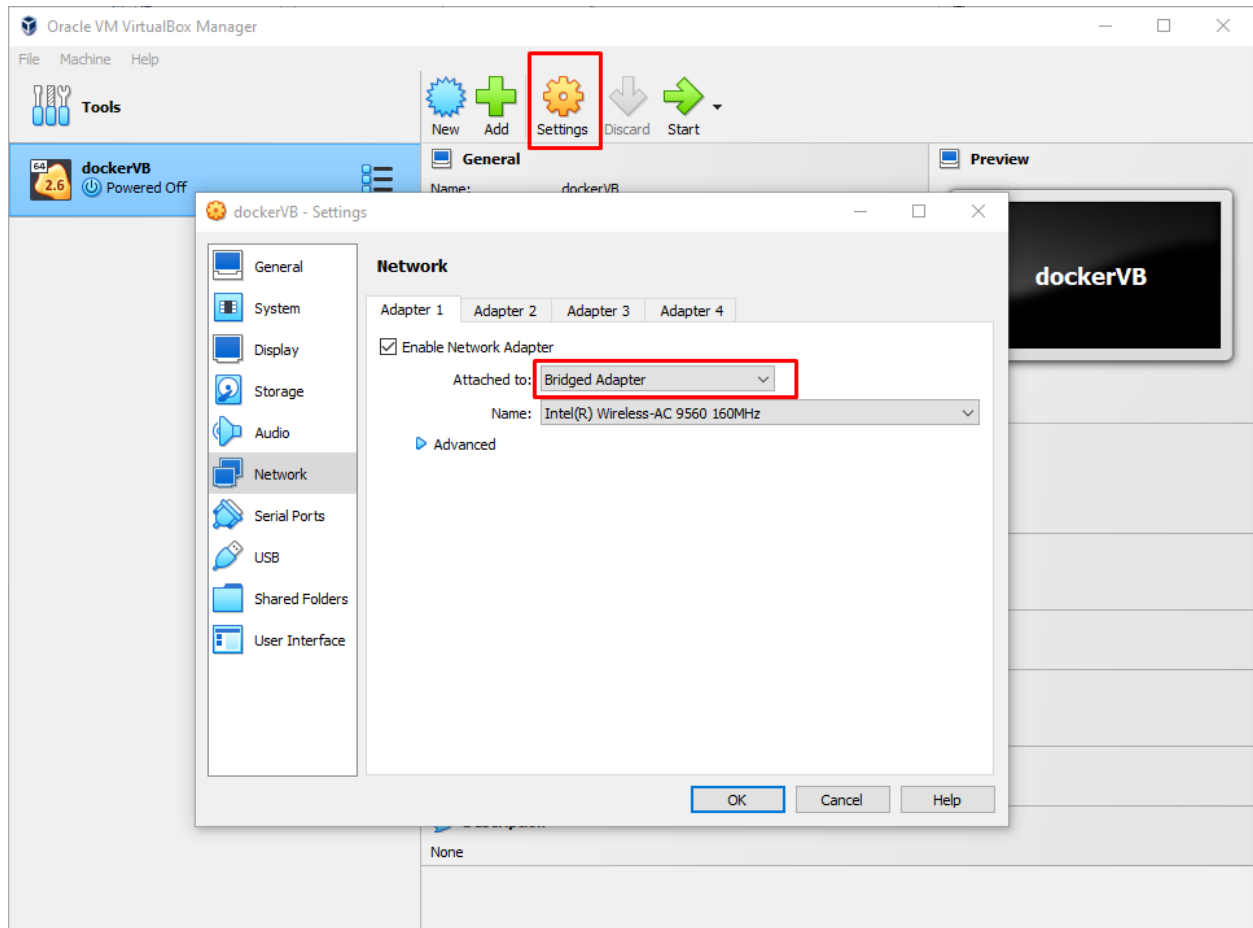 Oracle VM VirtualBox Manager
File Machine Help
Tools
New Add Settings Discard Start
64
2.6
dockerVB
Powered Off
General
Name: dockerVB
Preview
dockerVB
dockerVB - Settings
General
System
Display
Storage
Audio
Network
Serial Ports
USB
Shared Folders
User Interface
Network
Adapter 1 Adapter 2 Adapter 3 Adapter 4
Enable Network Adapter
Attached to: Bridged Adapter
Name: Intel(R) Wireless-AC 9560 160MHz
Advanced
OK Cancel Help
None